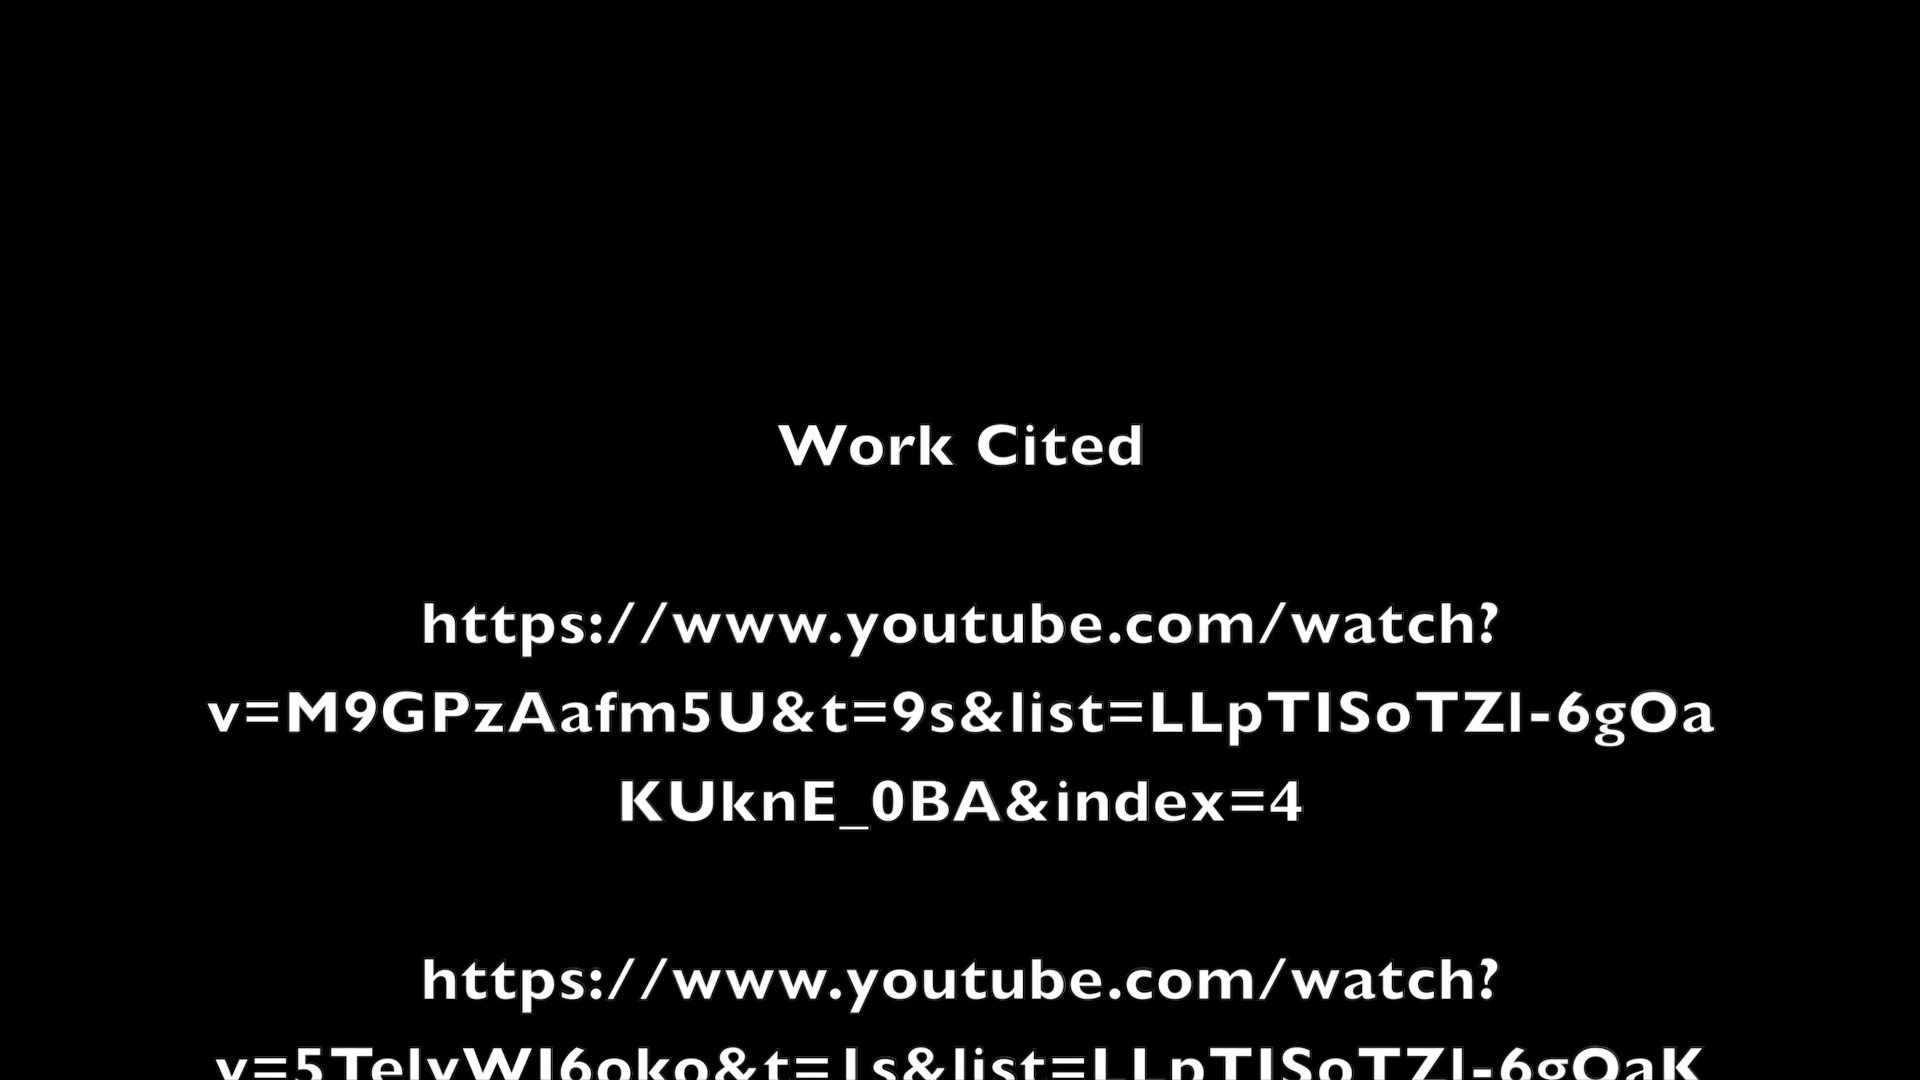 Work Cited
https://www.youtube.com/watch?
v=M9GPzAafm5U&t=9s&list=LLpTISoTZI-6gOa
KUknE_0BA&index=4
https://www.youtube.com/watch?